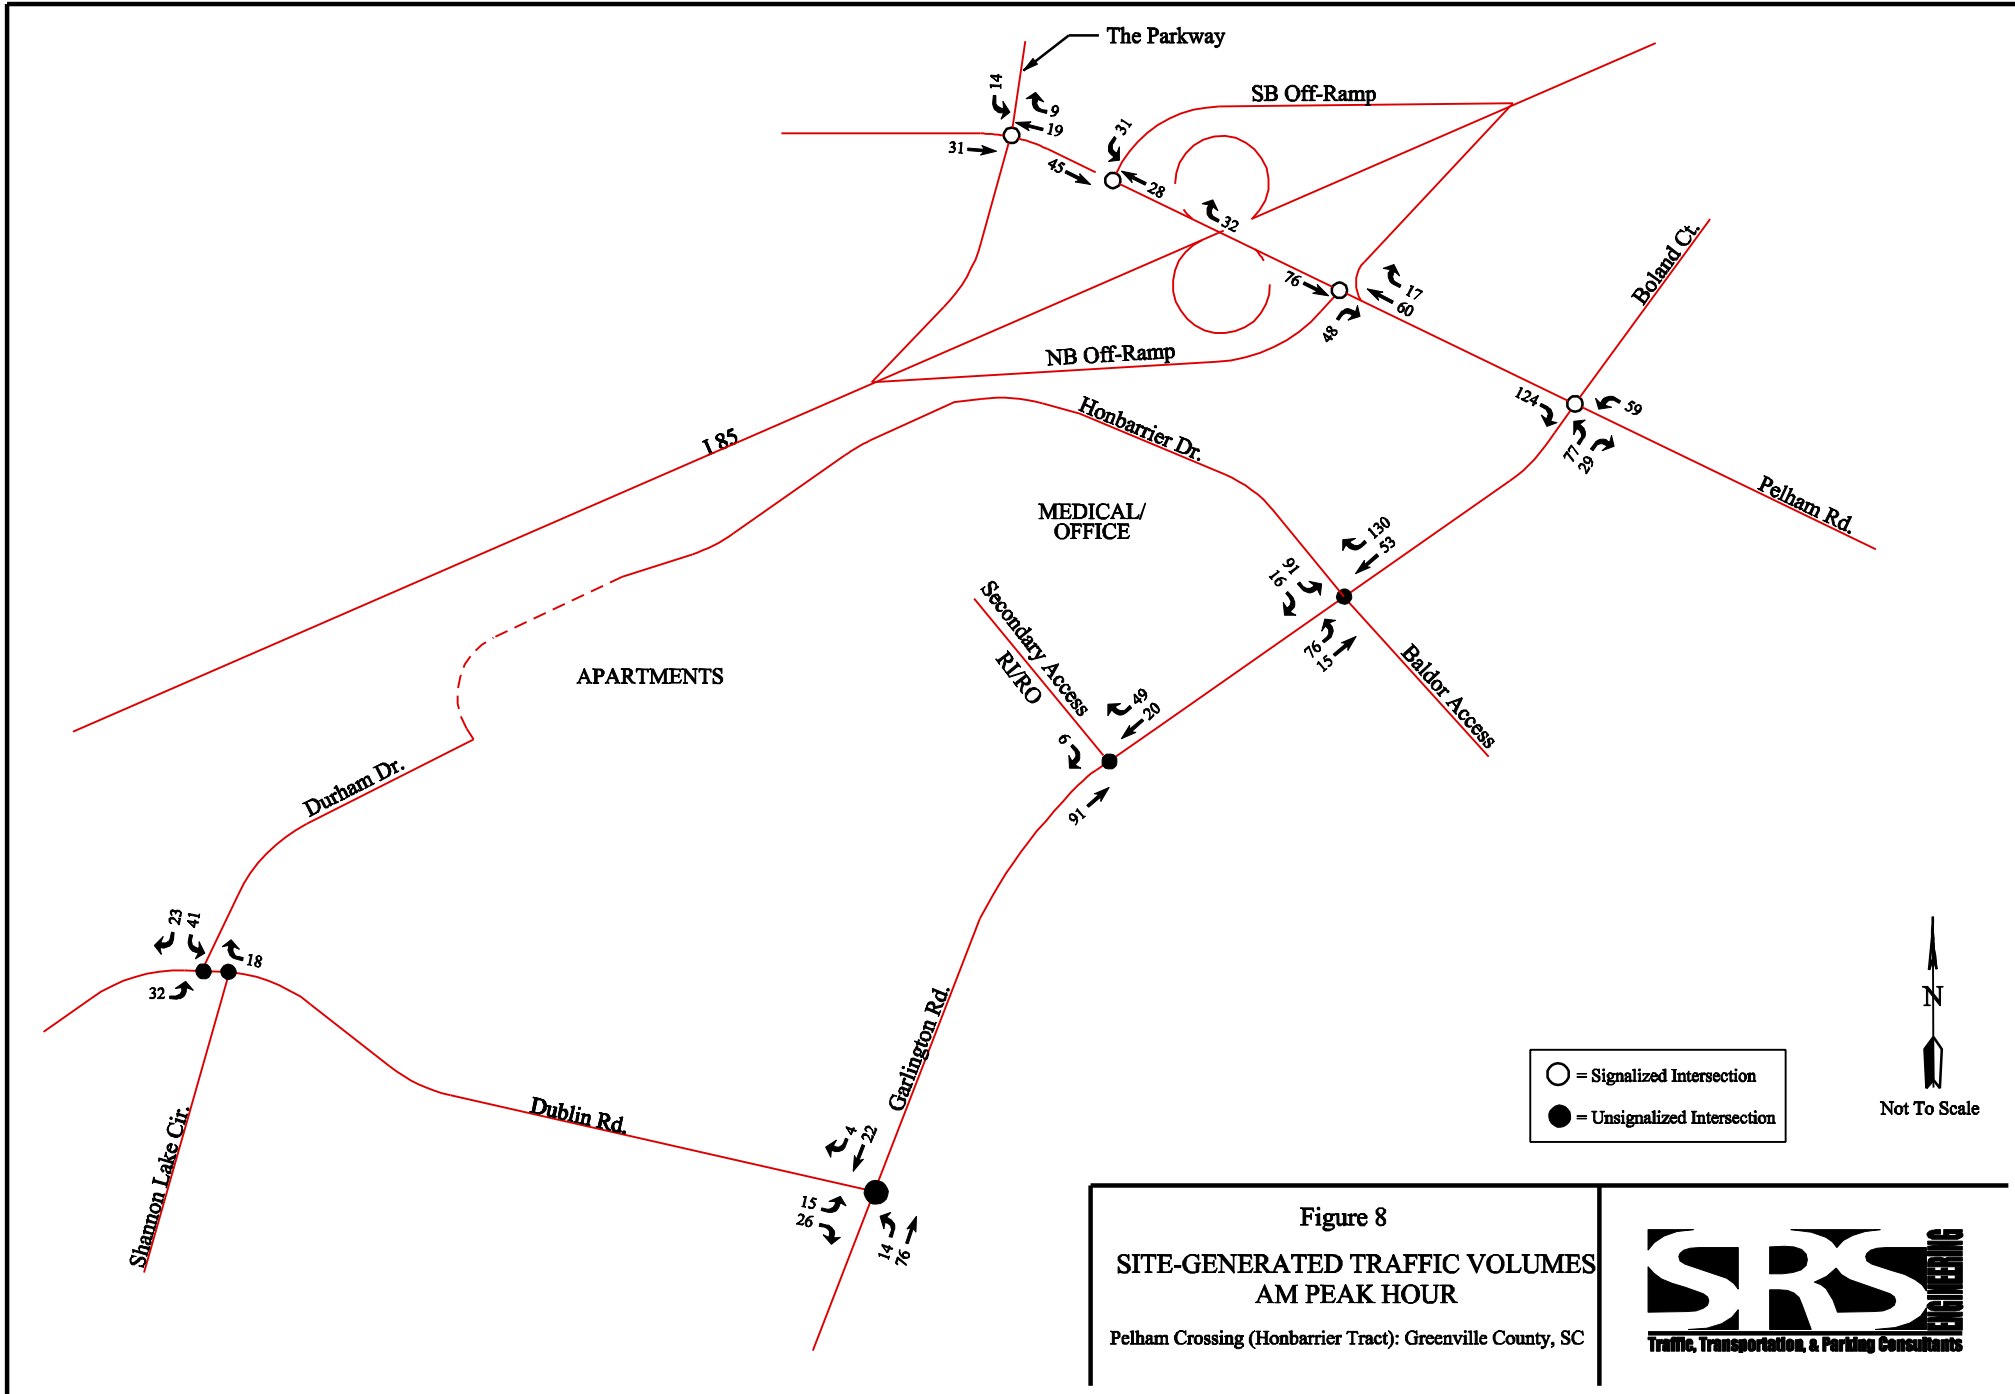 The Parkway
14
9
19
31
45
SB Off-Ramp
31
28
32
76
17
60
48
Boland Ct.
NB Off-Ramp
I 85
Honbarrier Dr.
124
59
77
29
Pelham Rd.
MEDICAL/
OFFICE
130
53
91
16
76
15
Baldor Access
Secondary Access
RI/RO
49
20
6
91
APARTMENTS
Durham Dr.
23
41
18
32
Garlington Rd.
Dublin Rd.
Shannon Lake Cir.
4
22
15
26
14
76
N
Not To Scale
= Signalized Intersection
= Unsignalized Intersection
Figure 8
SITE-GENERATED TRAFFIC VOLUMES
AM PEAK HOUR
Pelham Crossing (Honbarrier Tract): Greenville County, SC
SRS
ENGINEERING
Traffic, Transportation, & Parking Consultants